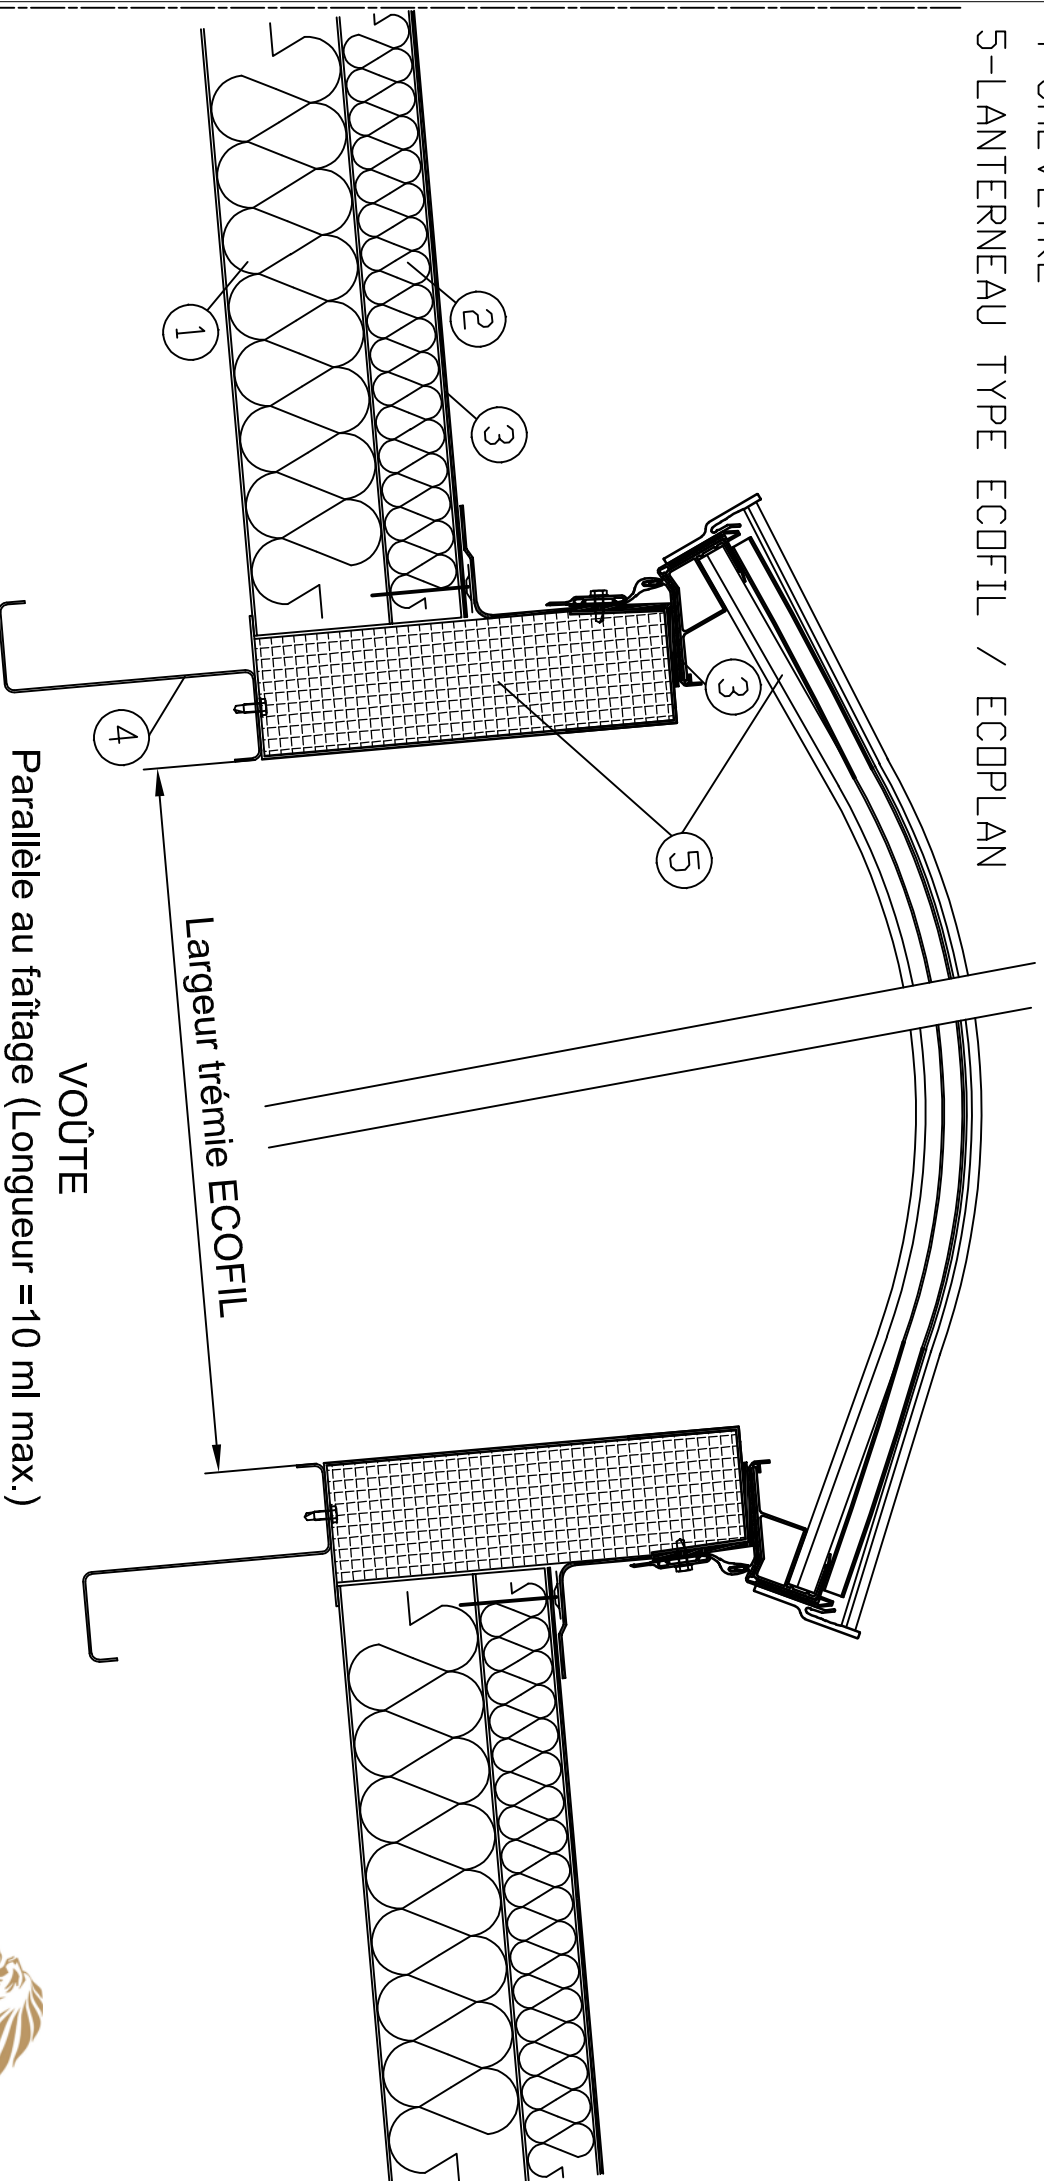 5-LANTERNEAU TYPE ECOFIL / ECOPLAN
1
2
3
3
4
5
Largeur trémie ECOFIL
VOÛTE
Parallèle au faîtage (Longueur =10 ml max.)